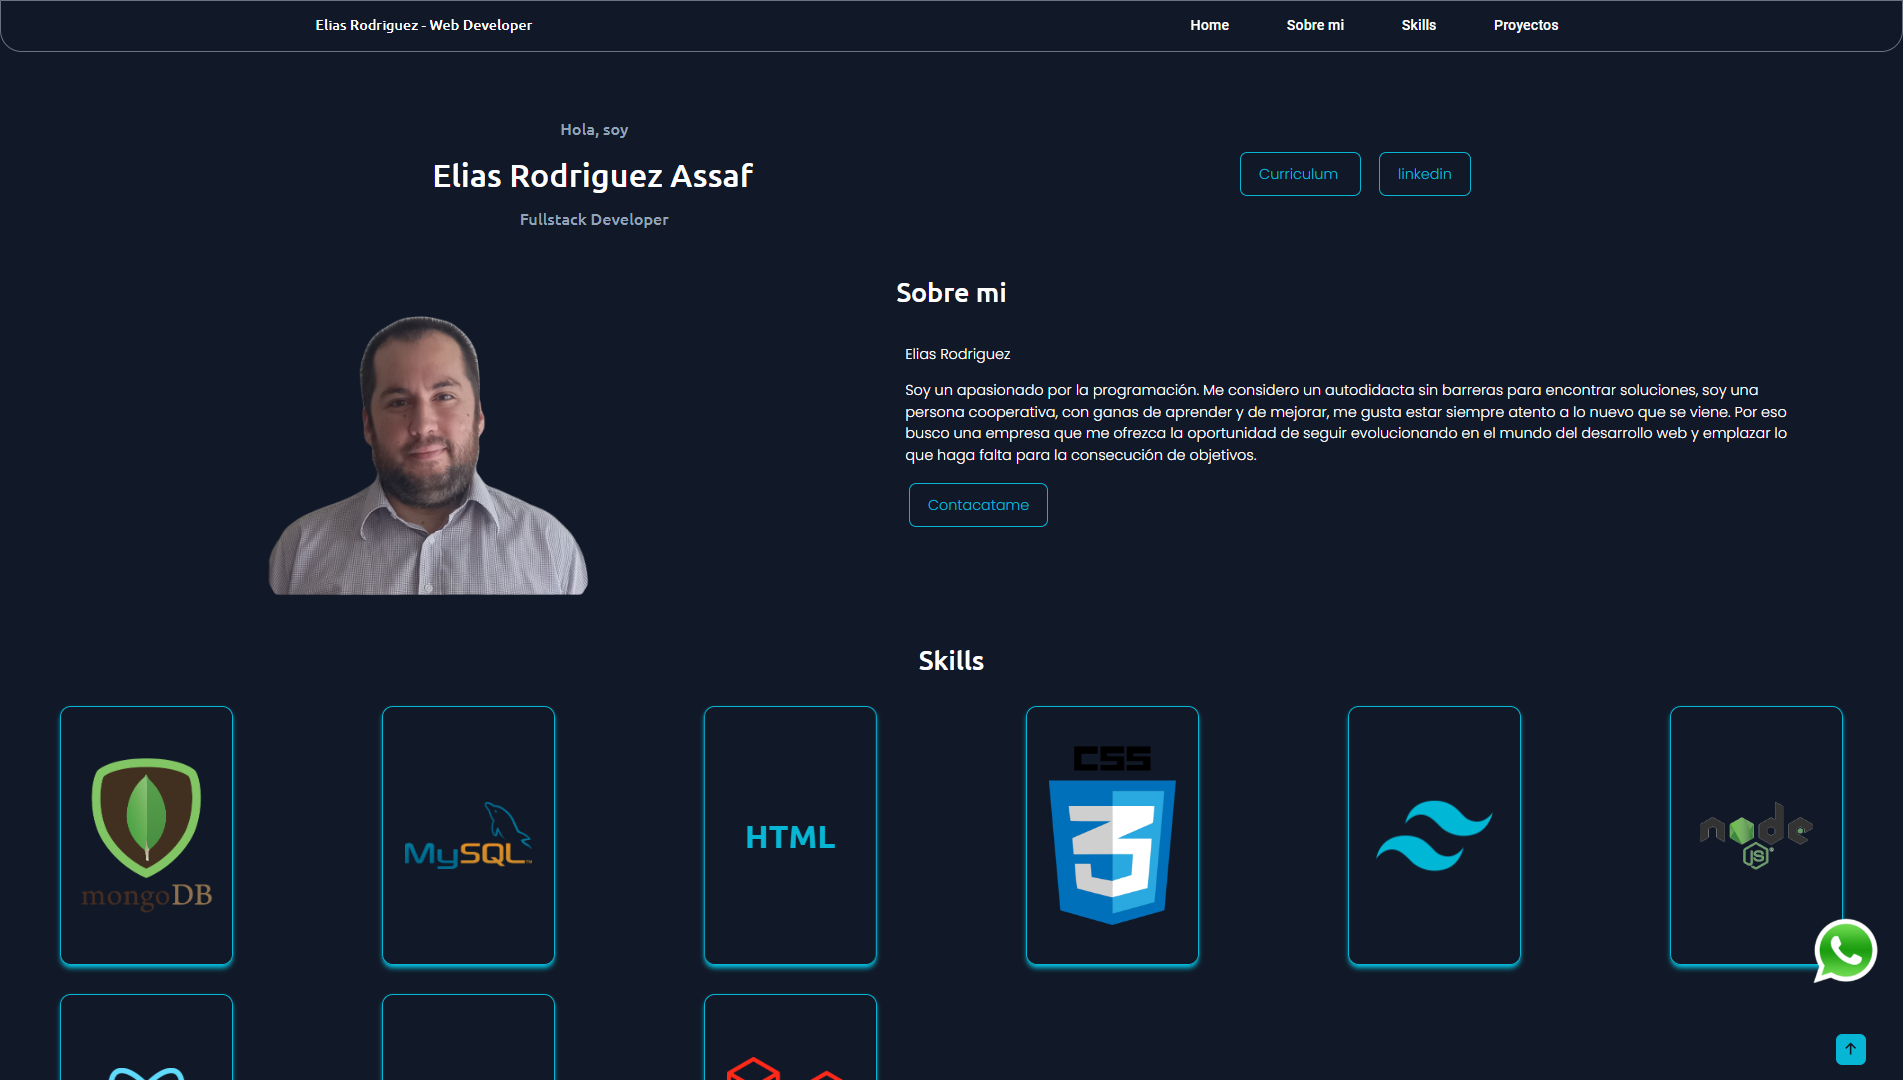 Elias Rodriguez - Web Developer
Home
Sobre mi
Skills
Proyectos
Hola, soy
Elias Rodriguez Assaf
Fullstack Developer
Curriculum
linkedin
Sobre mi
Elias Rodriguez
Soy un apasionado por la programación. Me considero un autodidacta sin barreras para encontrar soluciones, soy una
persona cooperativa, con ganas de aprender y de mejorar, me gusta estar siempre atento a lo nuevo que se viene. Por eso
busco una empresa que me ofrezca la oportunidad de seguir evolucionando en el mundo del desarrollo web y emplazar lo
que haga falta para la consecución de objetivos.
Contacatame
Skills
mongoDB
MySQL™
HTML
CSS
3
node
JS®